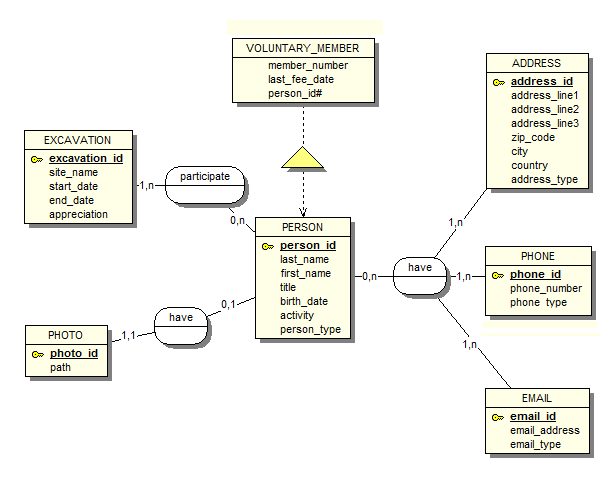 VOLUNTARY_MEMBER
member_number
last_fee_date
person_id#
ADDRESS
address_id
address_line1
address_line2
address_line3
zip_code
city
country
address_type
EXCAVATION
excavation_id
site_name
start_date
end_date
appreciation
1,n
participate
0,n
PERSON
person_id
last_name
first_name
title
birth_date
activity
person_type
0,n
have
1,n
1,n
1,n
PHONE
phone_id
phone_number
phone_type
PHOTO
photo_id
path
1,1
have
0,1
EMAIL
email_id
email_address
email_type